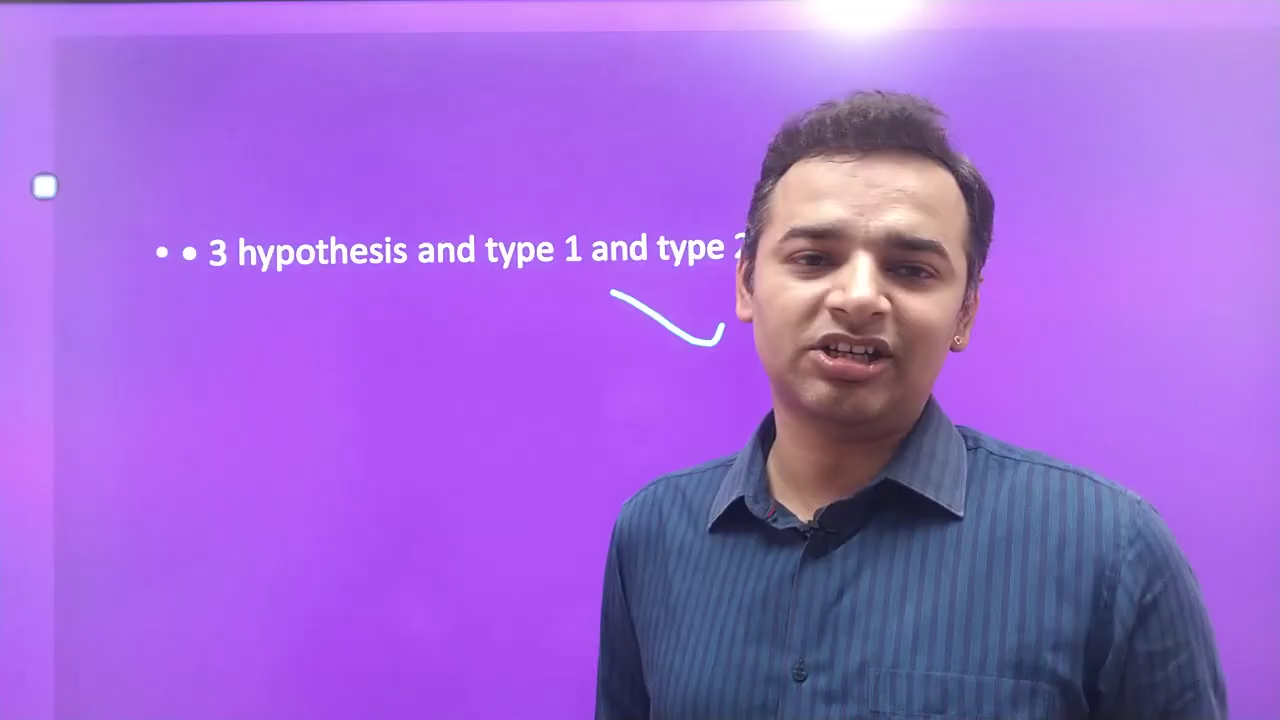 • • 3 hypothesis and type 1 and type